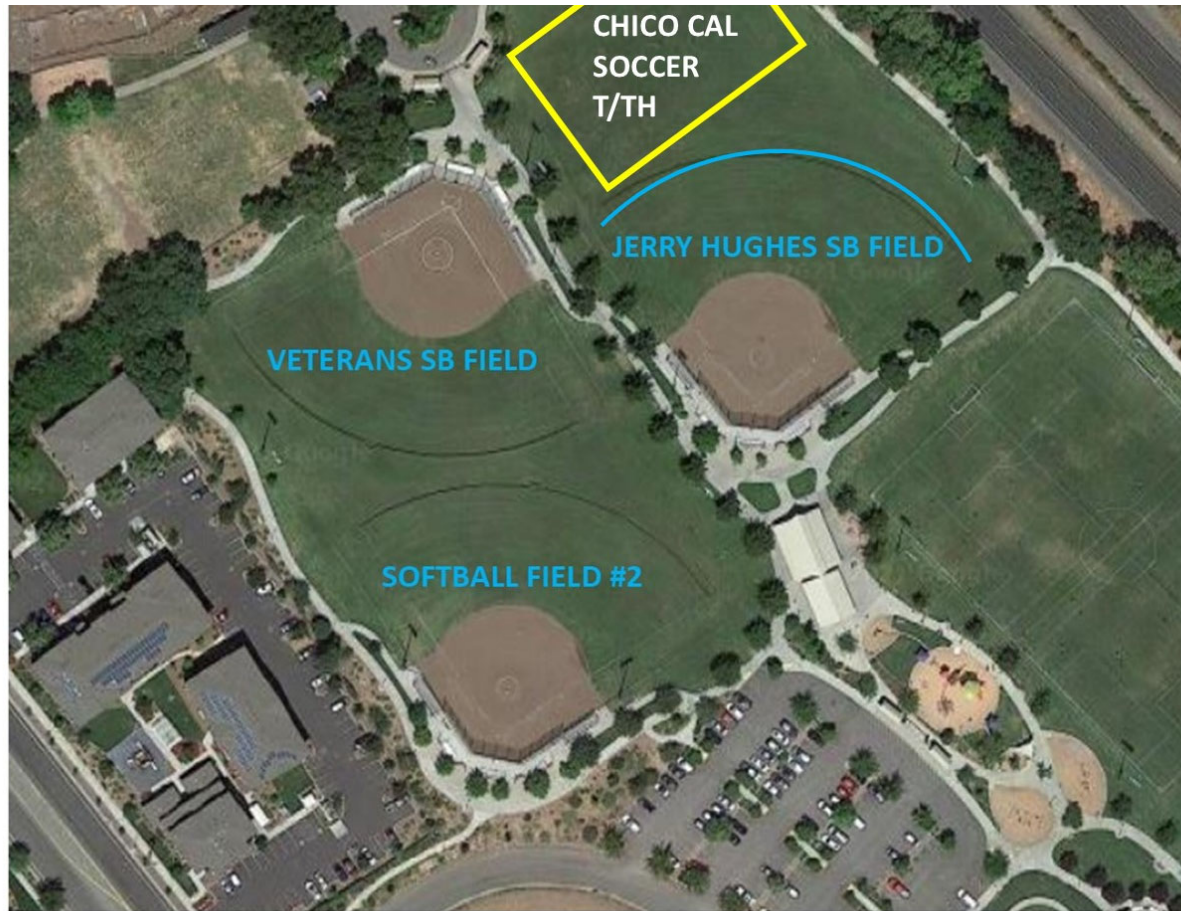 CHICO CAL
SOCCER
T/TH
JERRY HUGHES SB FIELD
VETERANS SB FIELD
SOFTBALL FIELD #2